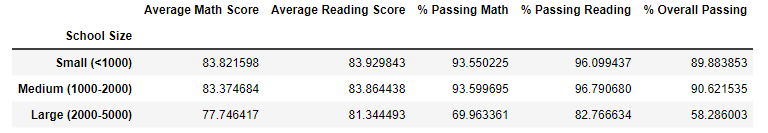 Average Math Score Average Reading Score % Passing Math % Passing Reading % Overall Passing
School Size
Small (<1000) 83.821598 83.929843 93.550225 96.099437 89.883853
Medium (1000-2000) 83.374684 83.864438 93.599695 96.790680 90.621535
Large (2000-5000) 77.746417 81.344493 69.963361 82.766634 58.286003